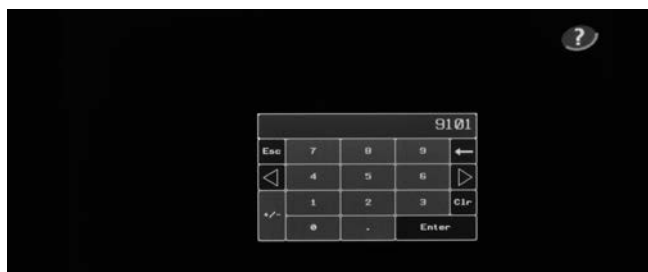 ?
9101
Esc 7 8 9 ←
◁ 4 5 6 ▷
+/- 1 2 3 Clr
0 . Enter